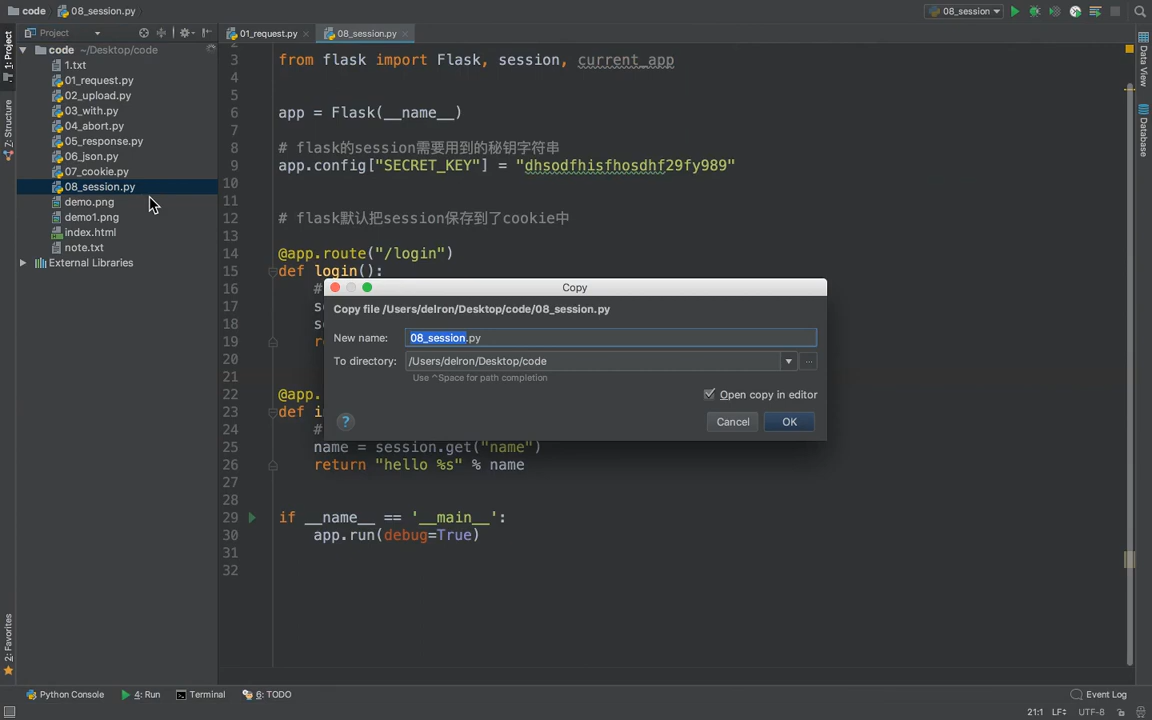 code
08_session.py
08_session
Project
01_request.py
08_session.py
1: Project
Z: Structure
2: Favorites
code ~/Desktop/code
1.txt
01_request.py
02_upload.py
03_with.py
04_abort.py
05_response.py
06_json.py
07_cookie.py
08_session.py
demo.png
demo1.png
index.html
note.txt
External Libraries
3 from flask import Flask, session, current_app
4
5
6 app = Flask(__name__)
7
8 # flask的session需要用到的秘钥字符串
9 app.config["SECRET_KEY"] = "dhsodfhisfhosdhf29fy989"
10
11
12 # flask默认把session保存到了cookie中
13
14 @app.route("/login")
15 def login():
16 #
17 s
18 s
19 r
20
21
22 @app.
23 def i
24 #
25 name = session.get("name")
26 return "hello %s" % name
27
28
29 if __name__ == '__main__':
30 app.run(debug=True)
31
32
Copy
Copy file /Users/delron/Desktop/code/08_session.py
New name: 08_session.py
To directory: /Users/delron/Desktop/code
Use ^Space for path completion
Open copy in editor
? Cancel OK
Data View
Database
Python Console
4: Run
Terminal
6: TODO
Event Log
21:1 LF÷ UTF-8